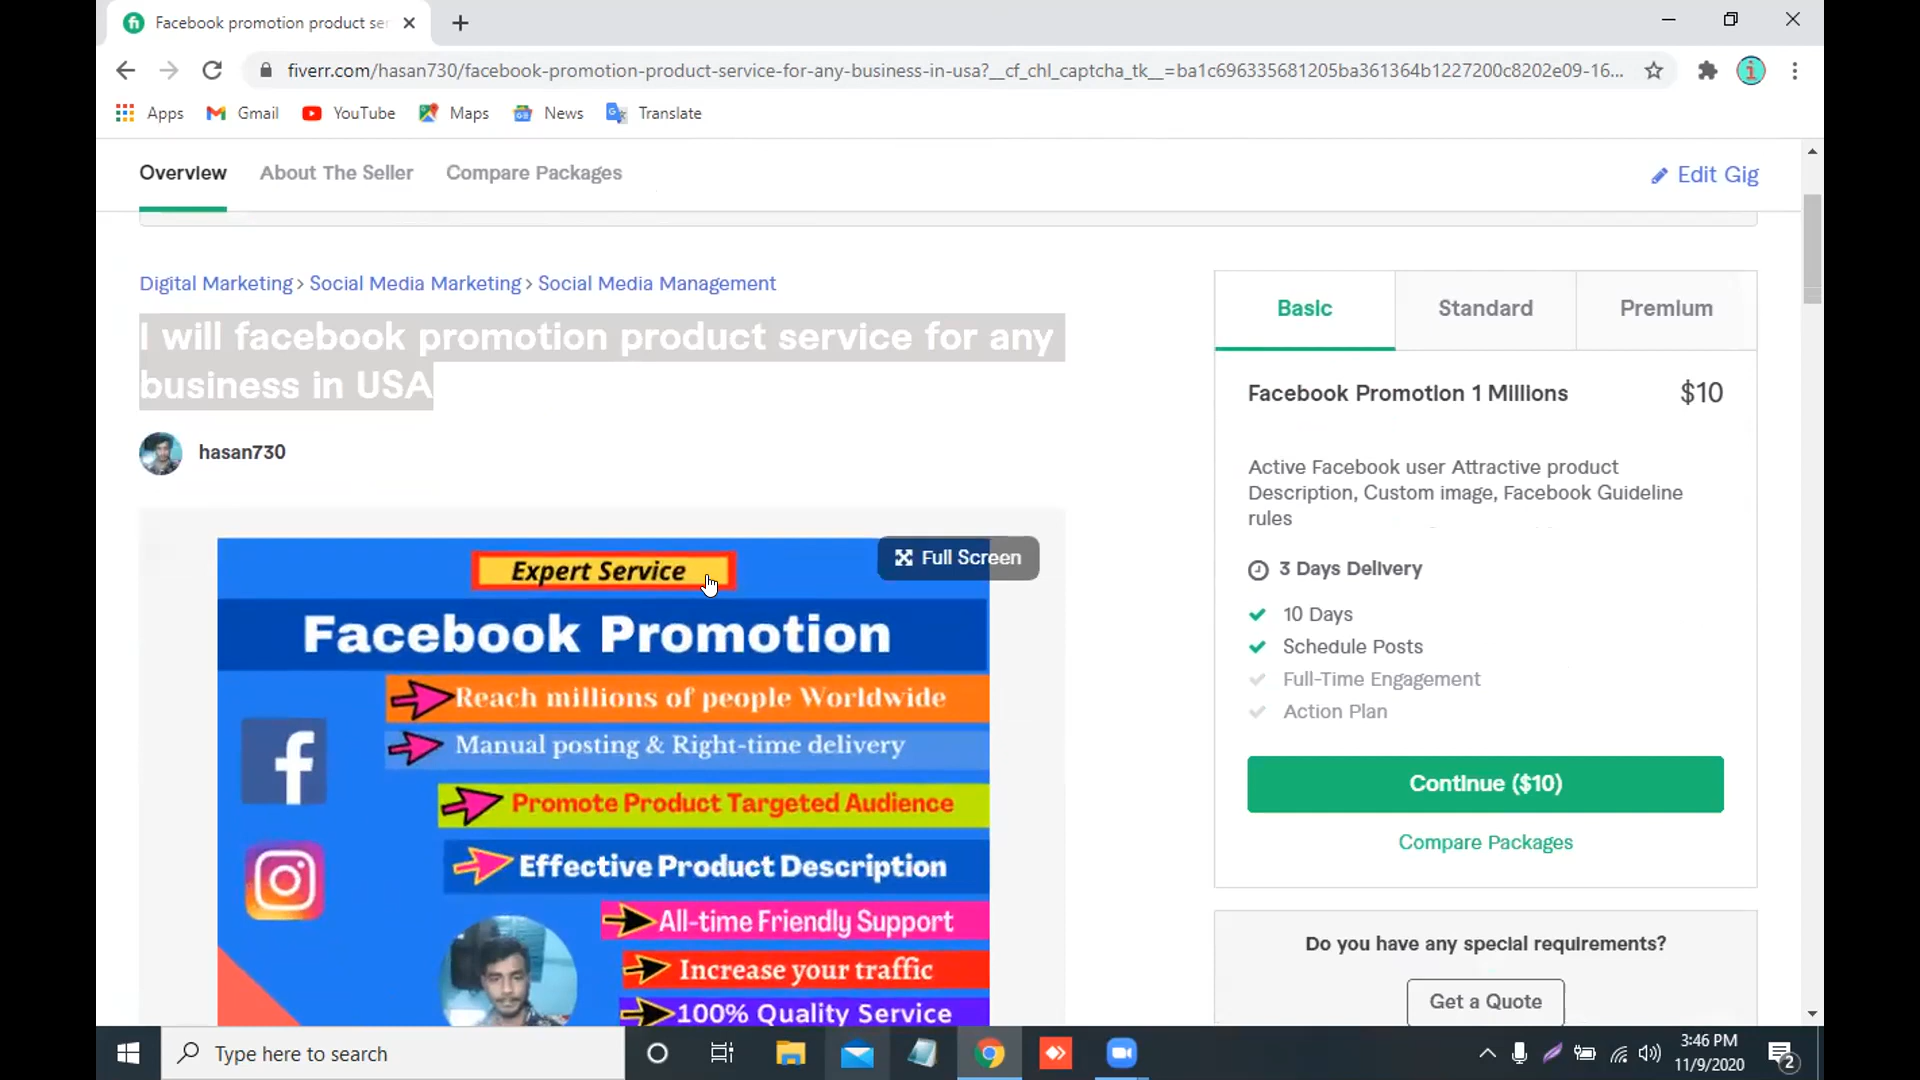 Facebook promotion product ser
fiverr.com/hasan730/facebook-promotion-product-service-for-any-business-in-usa?__cf_chl_captcha_tk__=ba1c696335681205ba361364b1227200c8202e09-16...
Apps Gmail YouTube Maps News Translate
Overview About The Seller Compare Packages Edit Gig
Digital Marketing > Social Media Marketing > Social Media Management
I will facebook promotion product service for any
business in USA
hasan730
Full Screen
Expert Service
Facebook Promotion
Reach millions of people Worldwide
Manual posting & Right-time delivery
Promote Product Targeted Audience
Effective Product Description
All-time Friendly Support
Increase your traffic
100% Quality Service
Basic Standard Premium
Facebook Promotion 1 Millions $10
Active Facebook user Attractive product
Description, Custom image, Facebook Guideline
rules
3 Days Delivery
10 Days
Schedule Posts
Full-Time Engagement
Action Plan
Continue ($10)
Compare Packages
Do you have any special requirements?
Get a Quote
Type here to search
3:46 PM
11/9/2020
2